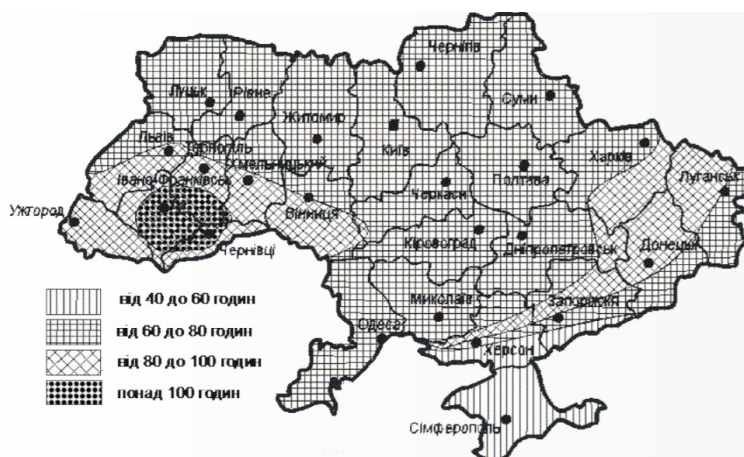 Чернігів
Луцьк
Рівне
Суми
Житомир
Київ
Львів
Тернопіль
Хмельницький
Харків
Івано-Франківськ
Полтава
Луганськ
Черкаси
Ужгород
Вінниця
Чернівці
Кіровоград
Дніпропетровськ
Донецьк
від 40 до 60 годин
від 60 до 80 годин
від 80 до 100 годин
понад 100 годин
Миколаїв
Запоріжжя
Одеса
Херсон
Сімферополь